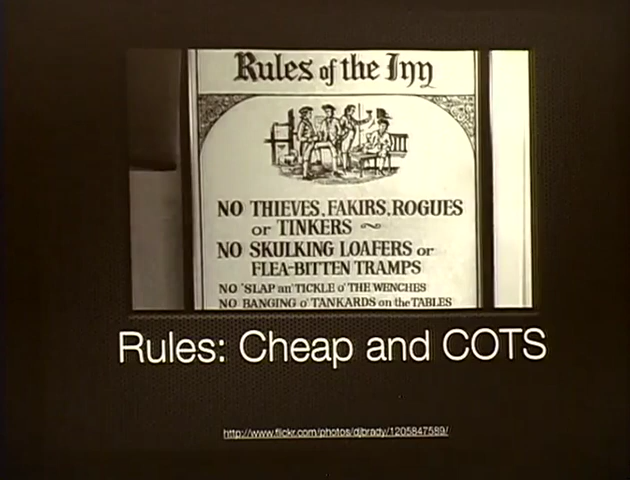 Rules of the Inn
NO THIEVES, FAKIRS, ROGUES
or TINKERS
NO SKULKING LOAFERS or
FLEA-BITTEN TRAMPS
NO 'SLAP an' TICKLE o' THE WENCHES
NO BANGING o' TANKARDS on the TABLES
Rules: Cheap and COTS
http://www.flickr.com/photos/djbrady/1205847589/